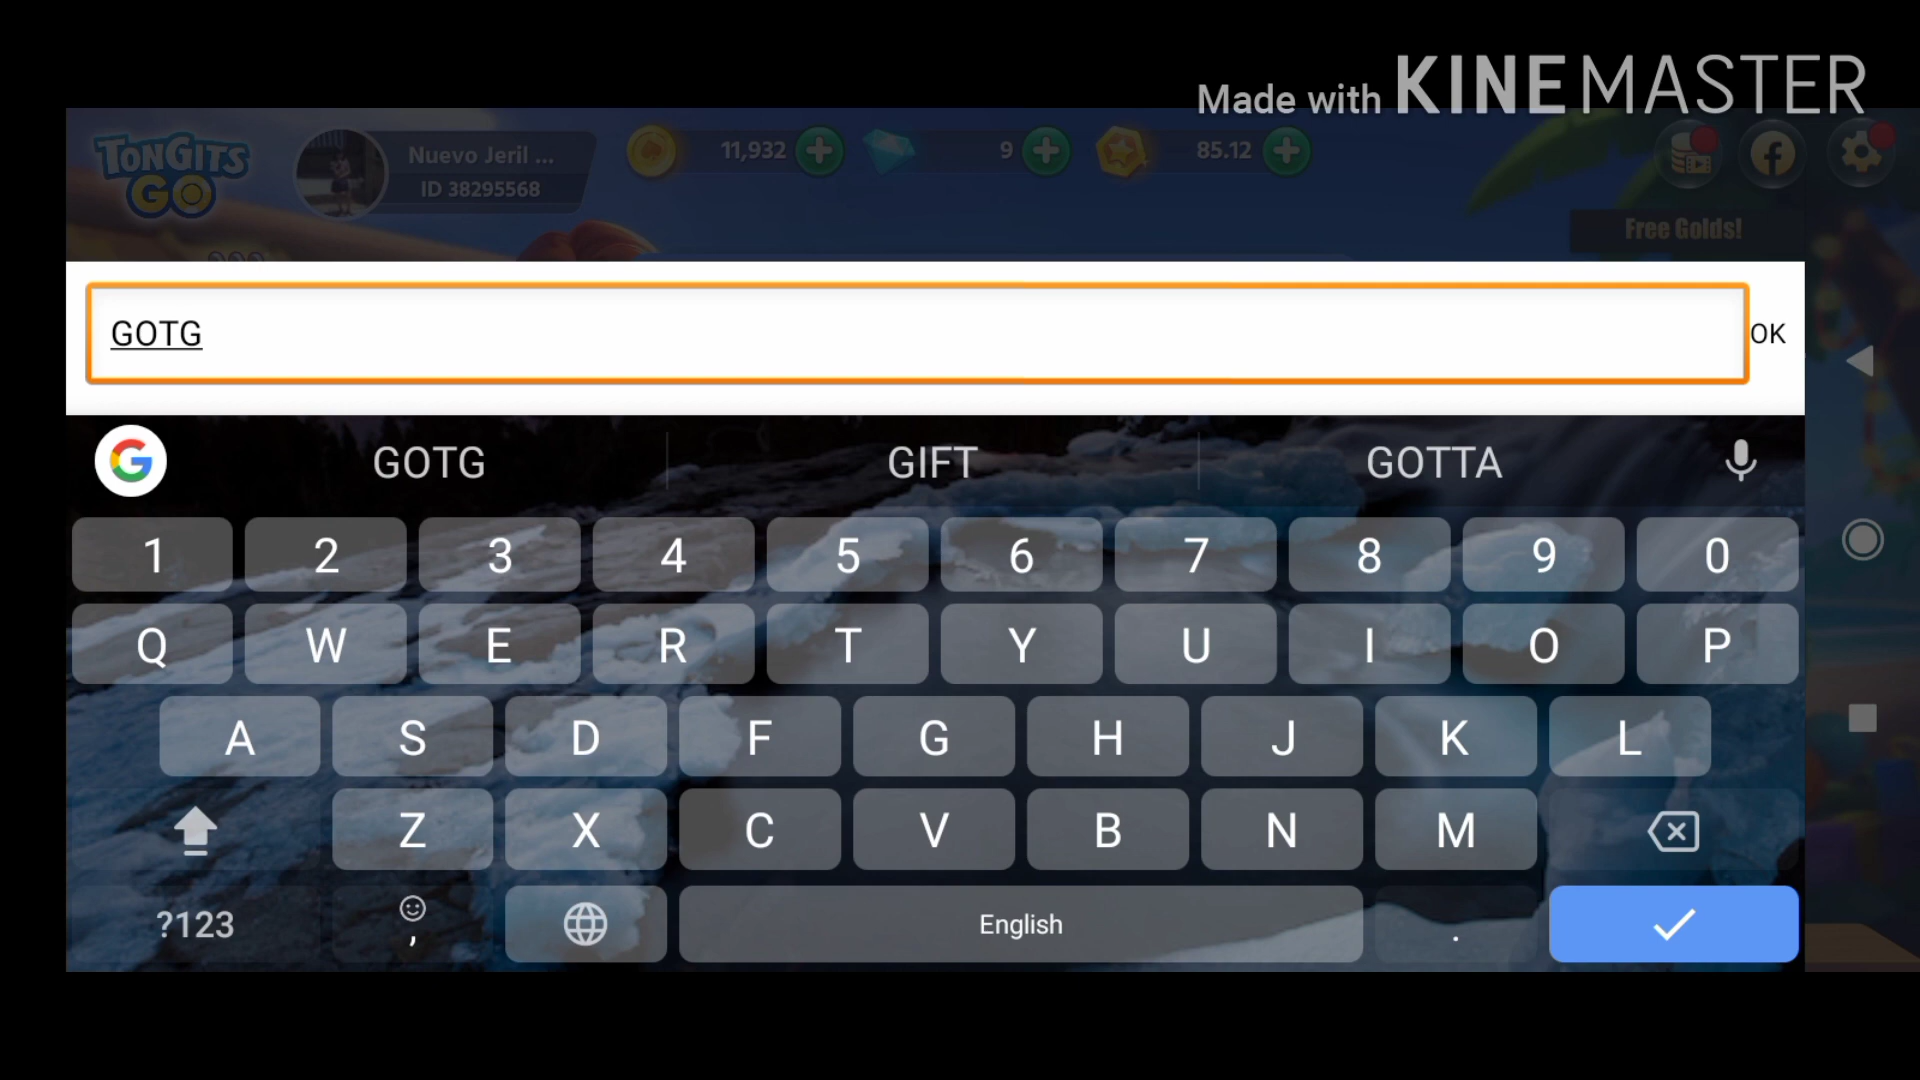 Made with KINEMASTER
TONGITS GO
Nuevo Jeril ...
ID 38295568
11,932
9
85.12
Free Golds!
GOTG
OK
GOTG GIFT GOTTA
1 2 3 4 5 6 7 8 9 0
Q W E R T Y U I O P
A S D F G H J K L
Z X C V B N M
?123 , English .